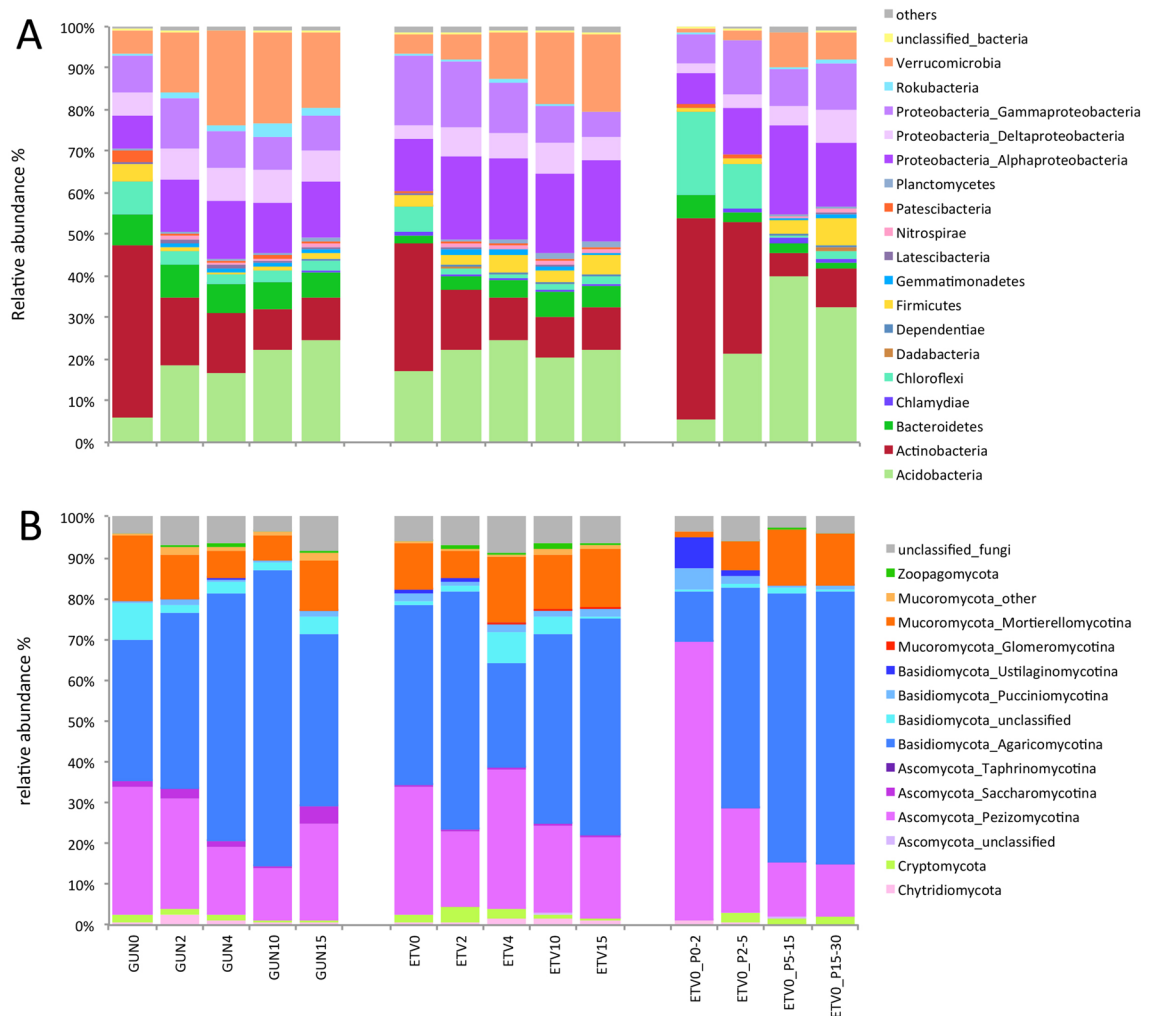 A
Relative abundance %
100%
90%
80%
70%
60%
50%
40%
30%
20%
10%
0%
others
unclassified_bacteria
Verrucomicrobia
Rokubacteria
Proteobacteria_Gammaproteobacteria
Proteobacteria_Deltaproteobacteria
Proteobacteria_Alphaproteobacteria
Planctomycetes
Patescibacteria
Nitrospirae
Latescibacteria
Gemmatimonadetes
Firmicutes
Dependentiae
Dadabacteria
Chloroflexi
Chlamydiae
Bacteroidetes
Actinobacteria
Acidobacteria
B
relative abundance %
100%
90%
80%
70%
60%
50%
40%
30%
20%
10%
0%
unclassified_fungi
Zoopagomycota
Mucoromycota_other
Mucoromycota_Mortierellomycotina
Mucoromycota_Glomeromycotina
Basidiomycota_Ustilaginomycotina
Basidiomycota_Pucciniomycotina
Basidiomycota_unclassified
Basidiomycota_Agaricomycotina
Ascomycota_Taphrinomycotina
Ascomycota_Saccharomycotina
Ascomycota_Pezizomycotina
Ascomycota_unclassified
Cryptomycota
Chytridiomycota
GUN0
GUN2
GUN4
GUN10
GUN15
ETV0
ETV2
ETV4
ETV10
ETV15
ETV0_P0-2
ETV0_P2-5
ETV0_P5-15
ETV0_P15-30